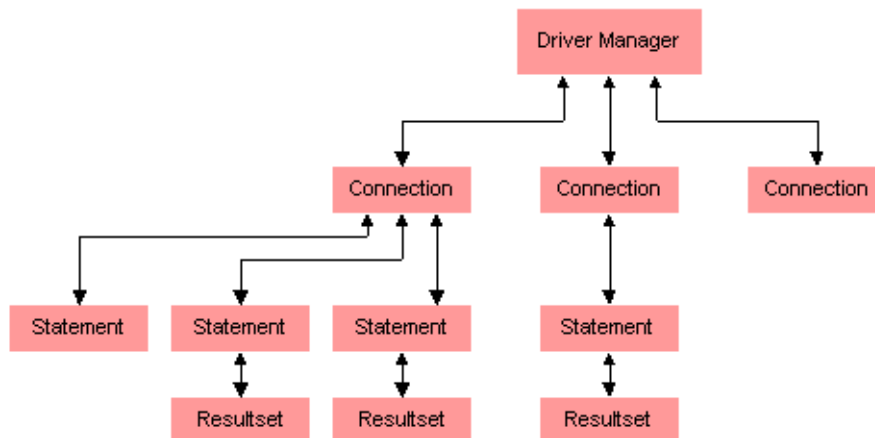 Driver Manager
Connection
Connection
Connection
Statement
Statement
Statement
Statement
Resultset
Resultset
Resultset